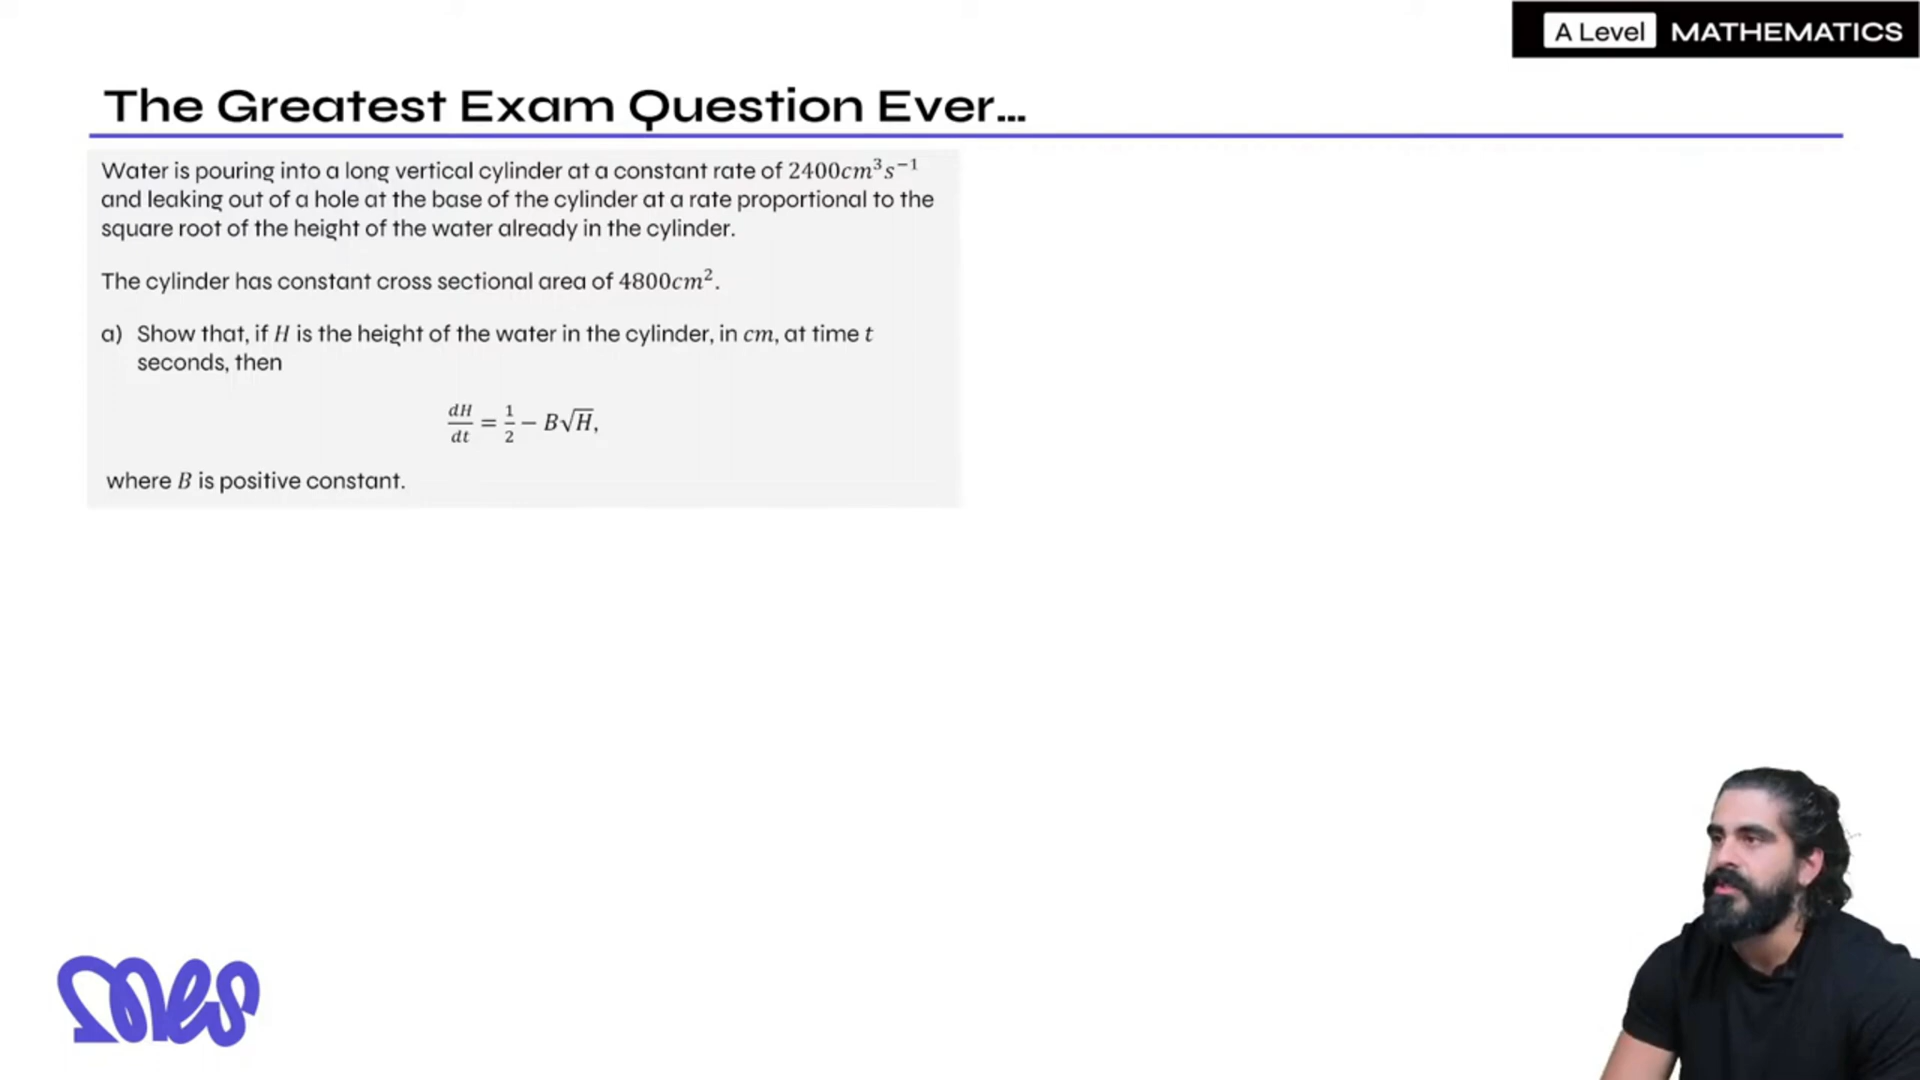 A Level MATHEMATICS
The Greatest Exam Question Ever...
Water is pouring into a long vertical cylinder at a constant rate of 2400cm³s⁻¹
and leaking out of a hole at the base of the cylinder at a rate proportional to the
square root of the height of the water already in the cylinder.
The cylinder has constant cross sectional area of 4800cm².
a) Show that, if H is the height of the water in the cylinder, in cm, at time t
seconds, then
dH/dt = 1/2 − B√H,
where B is positive constant.
mes